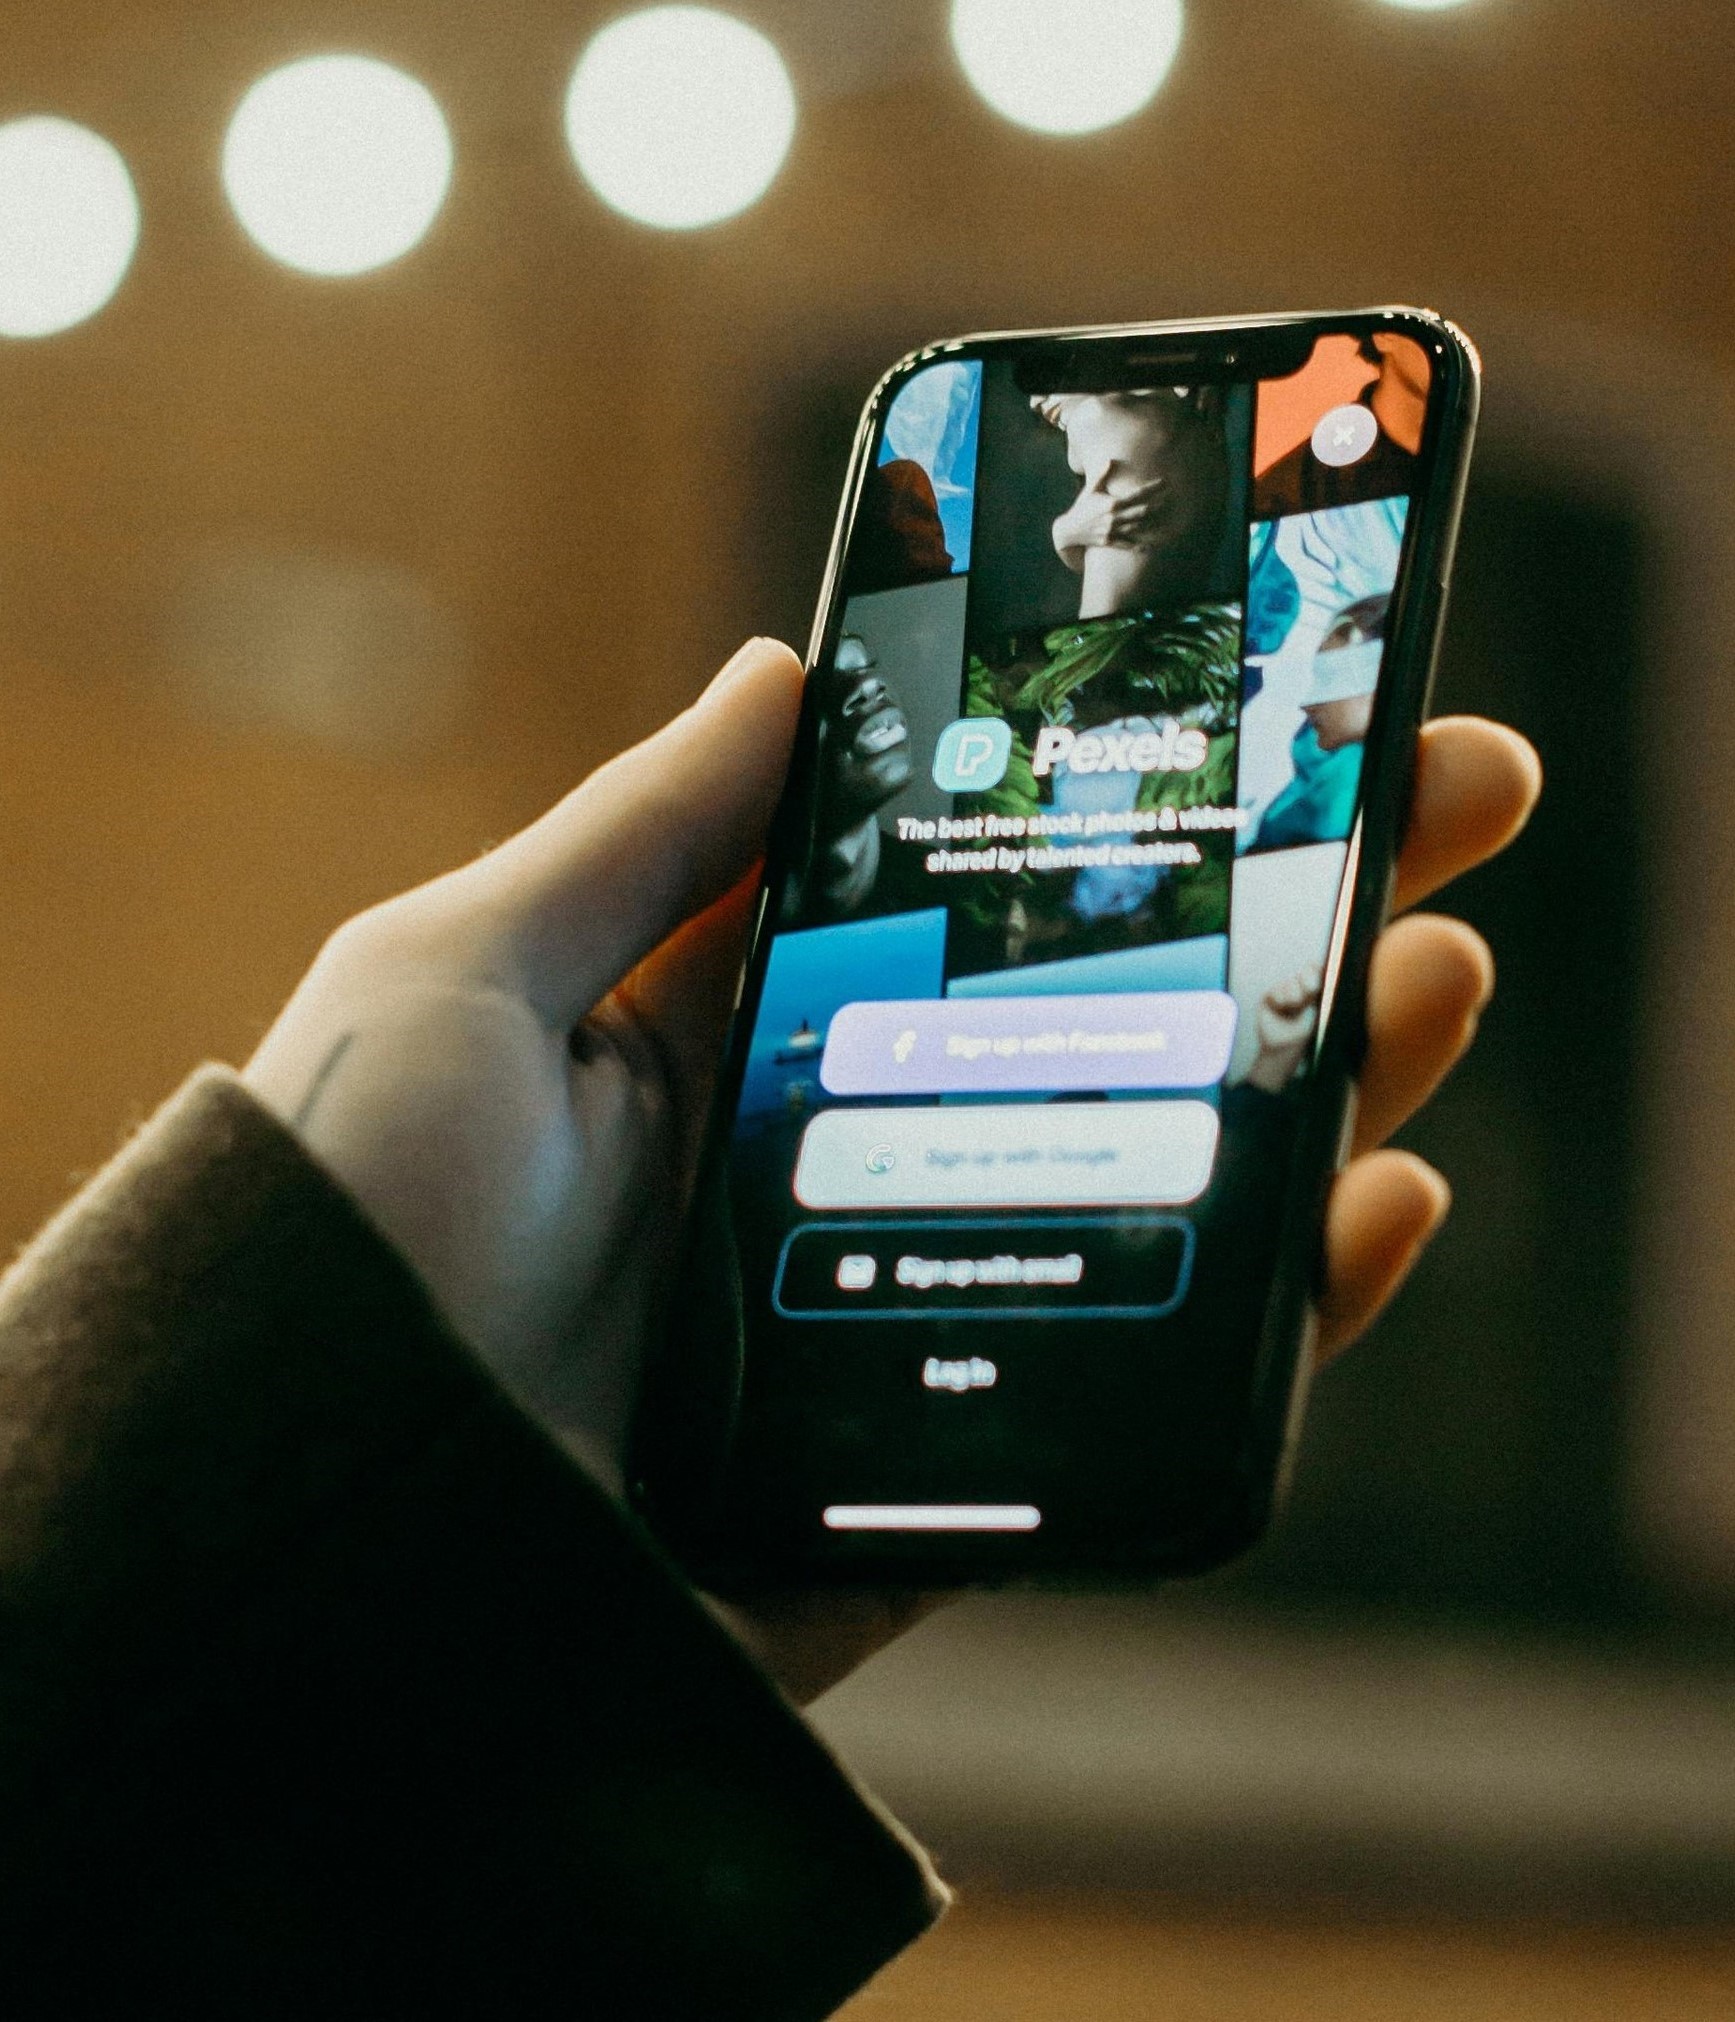 Pexels
The best free stock photos & videos
shared by talented creators.
Sign up with Facebook
Sign up with Google
Sign up with email
Log in